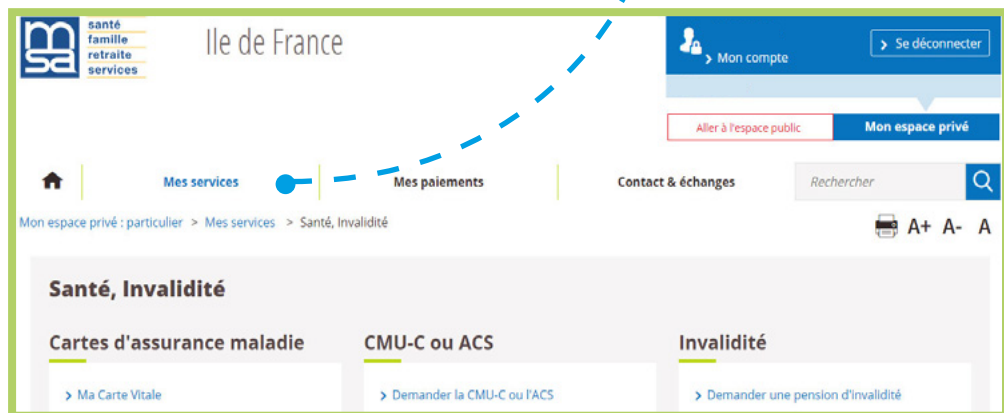 msa
santé
famille
retraite
services
Ile de France
> Mon compte
> Se déconnecter
Aller à l'espace public
Mon espace privé
Mes services
Mes paiements
Contact & échanges
Rechercher
Mon espace privé : particulier > Mes services > Santé, Invalidité
A+ A- A
Santé, Invalidité
Cartes d'assurance maladie
CMU-C ou ACS
Invalidité
> Ma Carte Vitale
> Demander la CMU-C ou l'ACS
> Demander une pension d'invalidité